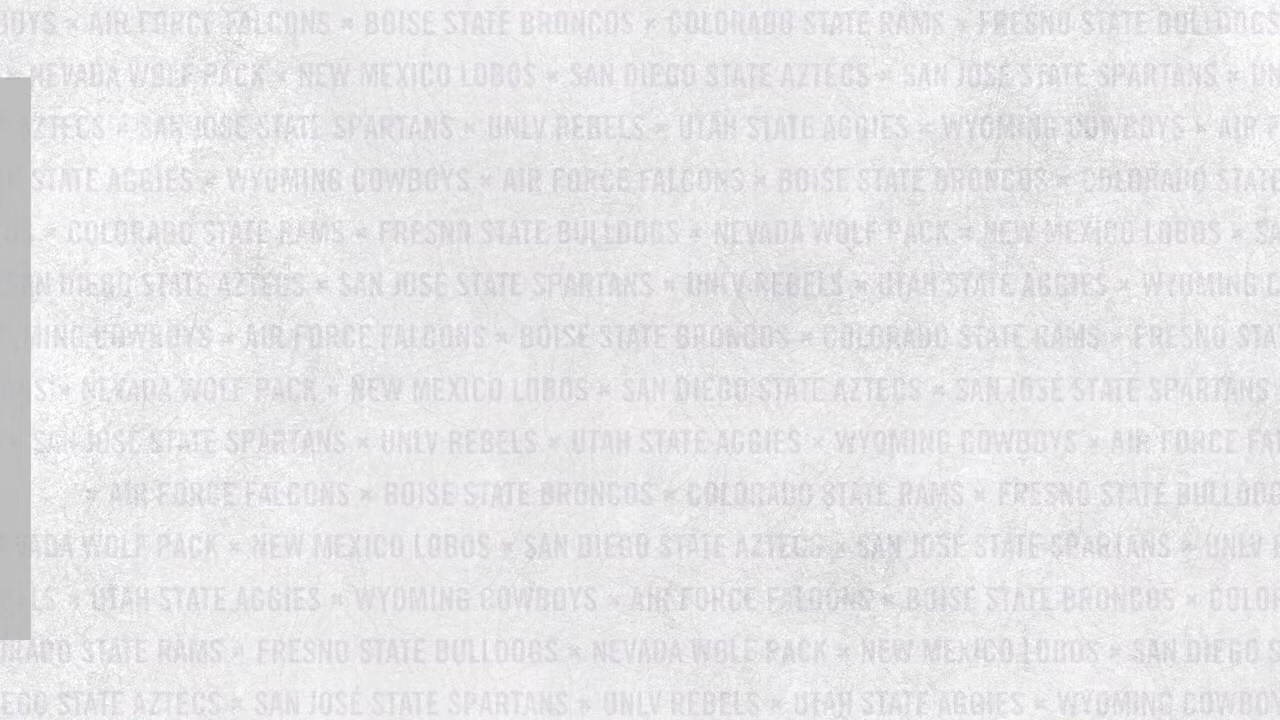 BOYS × AIR FORCE FALCONS × BOISE STATE BRONCOS × COLORADO STATE RAMS × FRESNO STATE BULLDOGS
NEVADA WOLF PACK × NEW MEXICO LOBOS × SAN DIEGO STATE AZTECS × SAN JOSÉ STATE SPARTANS × UN
AZTECS × SAN JOSÉ STATE SPARTANS × UNLV REBELS × UTAH STATE AGGIES × WYOMING COWBOYS × AIR F
STATE AGGIES × WYOMING COWBOYS × AIR FORCE FALCONS × BOISE STATE BRONCOS × COLORADO STATE
× COLORADO STATE RAMS × FRESNO STATE BULLDOGS × NEVADA WOLF PACK × NEW MEXICO LOBOS × SA
SAN DIEGO STATE AZTECS × SAN JOSÉ STATE SPARTANS × UNLV REBELS × UTAH STATE AGGIES × WYOMING C
MING COWBOYS × AIR FORCE FALCONS × BOISE STATE BRONCOS × COLORADO STATE RAMS × FRESNO STA
S × NEVADA WOLF PACK × NEW MEXICO LOBOS × SAN DIEGO STATE AZTECS × SAN JOSÉ STATE SPARTANS
× SAN JOSÉ STATE SPARTANS × UNLV REBELS × UTAH STATE AGGIES × WYOMING COWBOYS × AIR FORCE FAL
× AIR FORCE FALCONS × BOISE STATE BRONCOS × COLORADO STATE RAMS × FRESNO STATE BULLDOG
VADA WOLF PACK × NEW MEXICO LOBOS × SAN DIEGO STATE AZTECS × SAN JOSÉ STATE SPARTANS × UNLV R
LS × UTAH STATE AGGIES × WYOMING COWBOYS × AIR FORCE FALCONS × BOISE STATE BRONCOS × COLOR
ORADO STATE RAMS × FRESNO STATE BULLDOGS × NEVADA WOLF PACK × NEW MEXICO LOBOS × SAN DIEGO S
EGO STATE AZTECS × SAN JOSÉ STATE SPARTANS × UNLV REBELS × UTAH STATE AGGIES × WYOMING COWBOY